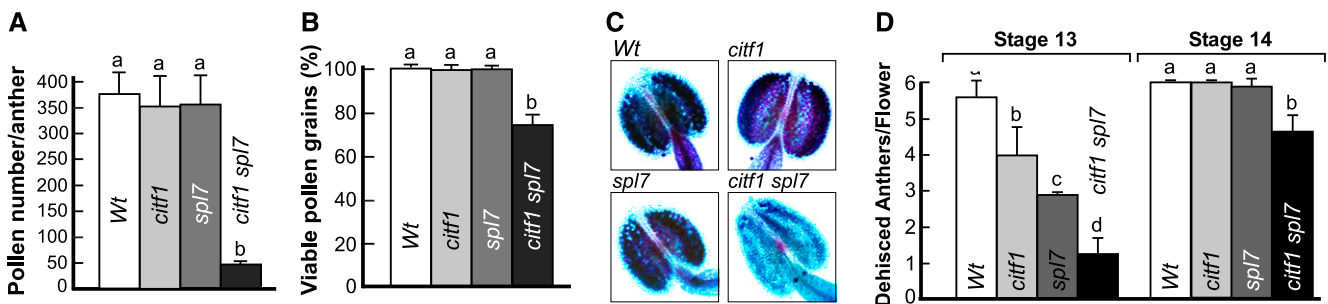 A
Pollen number/anther
400
350
300
250
200
150
100
50
0
a
a
a
b
Wt
citf1
spl7
citf1 spl7
B
Viable pollen grains (%)
100
80
60
40
20
0
a
a
a
b
Wt
citf1
spl7
citf1 spl7
C
Wt
citf1
spl7
citf1 spl7
D
Dehisced Anthers/Flower
Stage 13
Stage 14
6
5
4
3
2
1
0
b
c
d
Wt
citf1
spl7
citf1 spl7
a
a
a
b
Wt
citf1
spl7
citf1 spl7